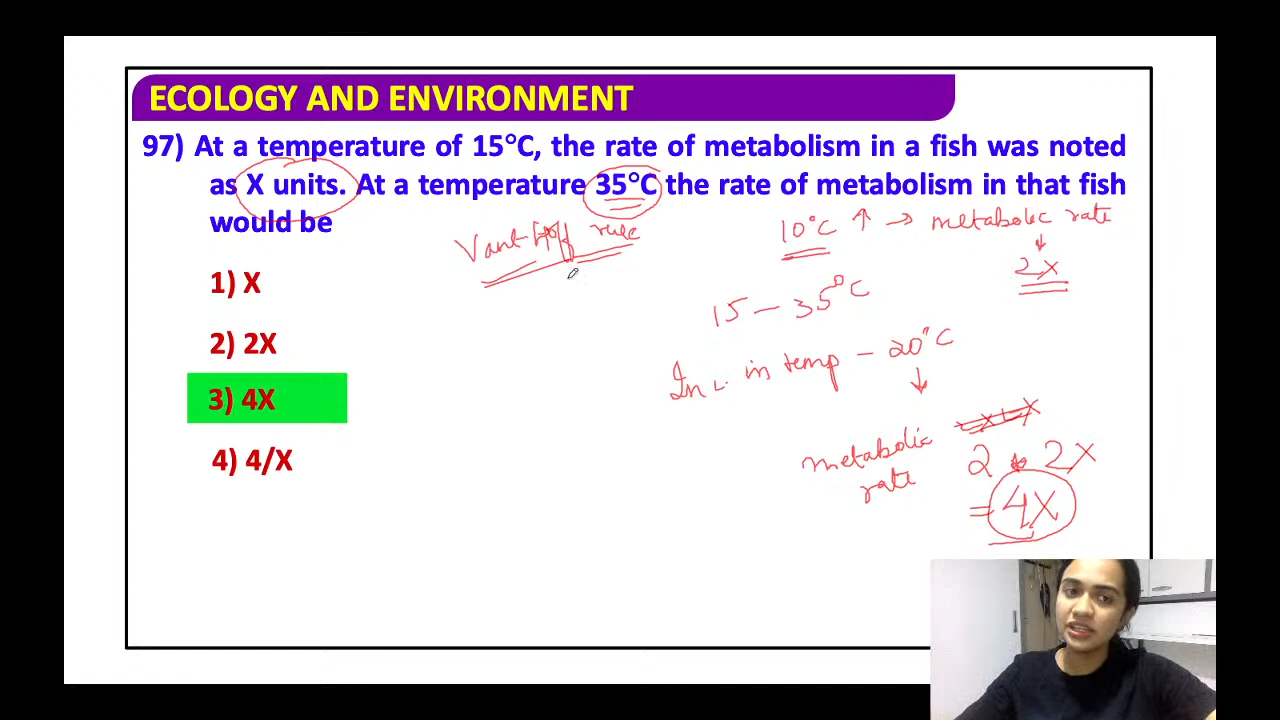 ECOLOGY AND ENVIRONMENT
97) At a temperature of 15°C, the rate of metabolism in a fish was noted
as X units. At a temperature 35°C the rate of metabolism in that fish
would be
Vant Hoff rule
10°C ↑ → metabolic rate
↓
2X
1) X
15 – 35°C
2) 2X
Inc. in temp – 20°C
↓
3) 4X
metabolic
rate
2 * 2X
= 4X
4) 4/X